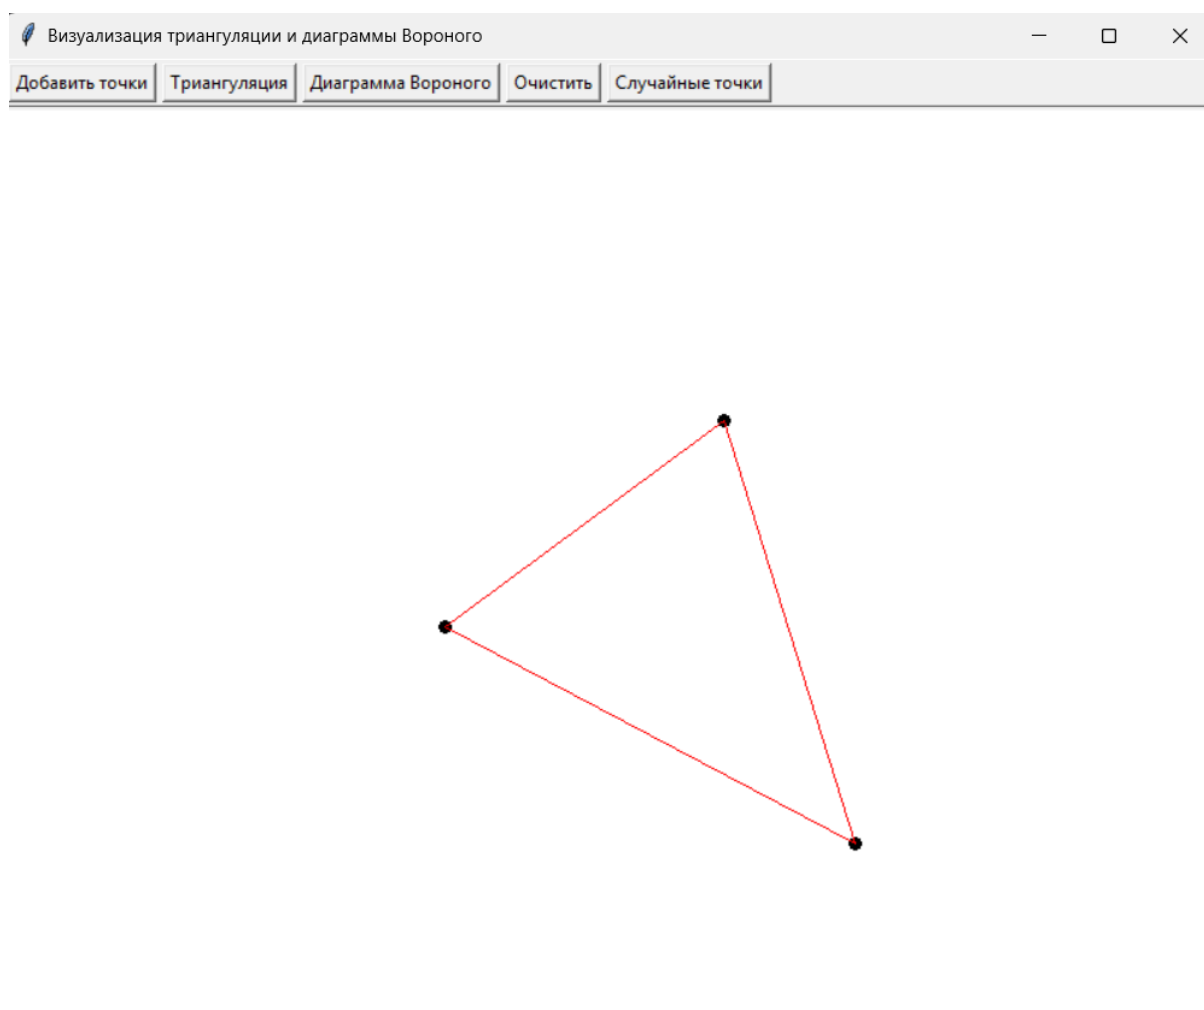 Визуализация триангуляции и диаграммы Вороного
Добавить точки Триангуляция Диаграмма Вороного Очистить Случайные точки